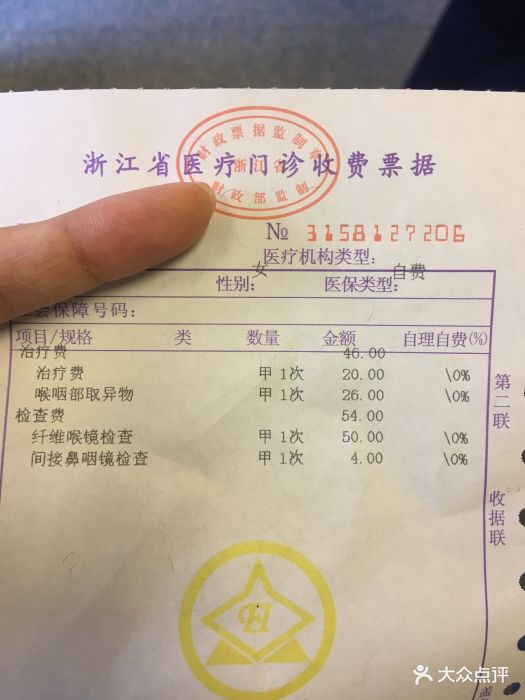 财政票据监制章
浙江省医疗门诊收费票据
浙江省
财政部监制
№ 3158127206
医疗机构类型：
性别：女 医保类型：自费
会保障号码：
项目/规格 类 数量 金额 自理自费(%)
治疗费 46.00
治疗费 甲 1次 20.00 \0%
喉咽部取异物 甲 1次 26.00 \0%
检查费 54.00
纤维喉镜检查 甲 1次 50.00 \0%
间接鼻咽镜检查 甲 1次 4.00 \0%
第二联
收据联
大众点评